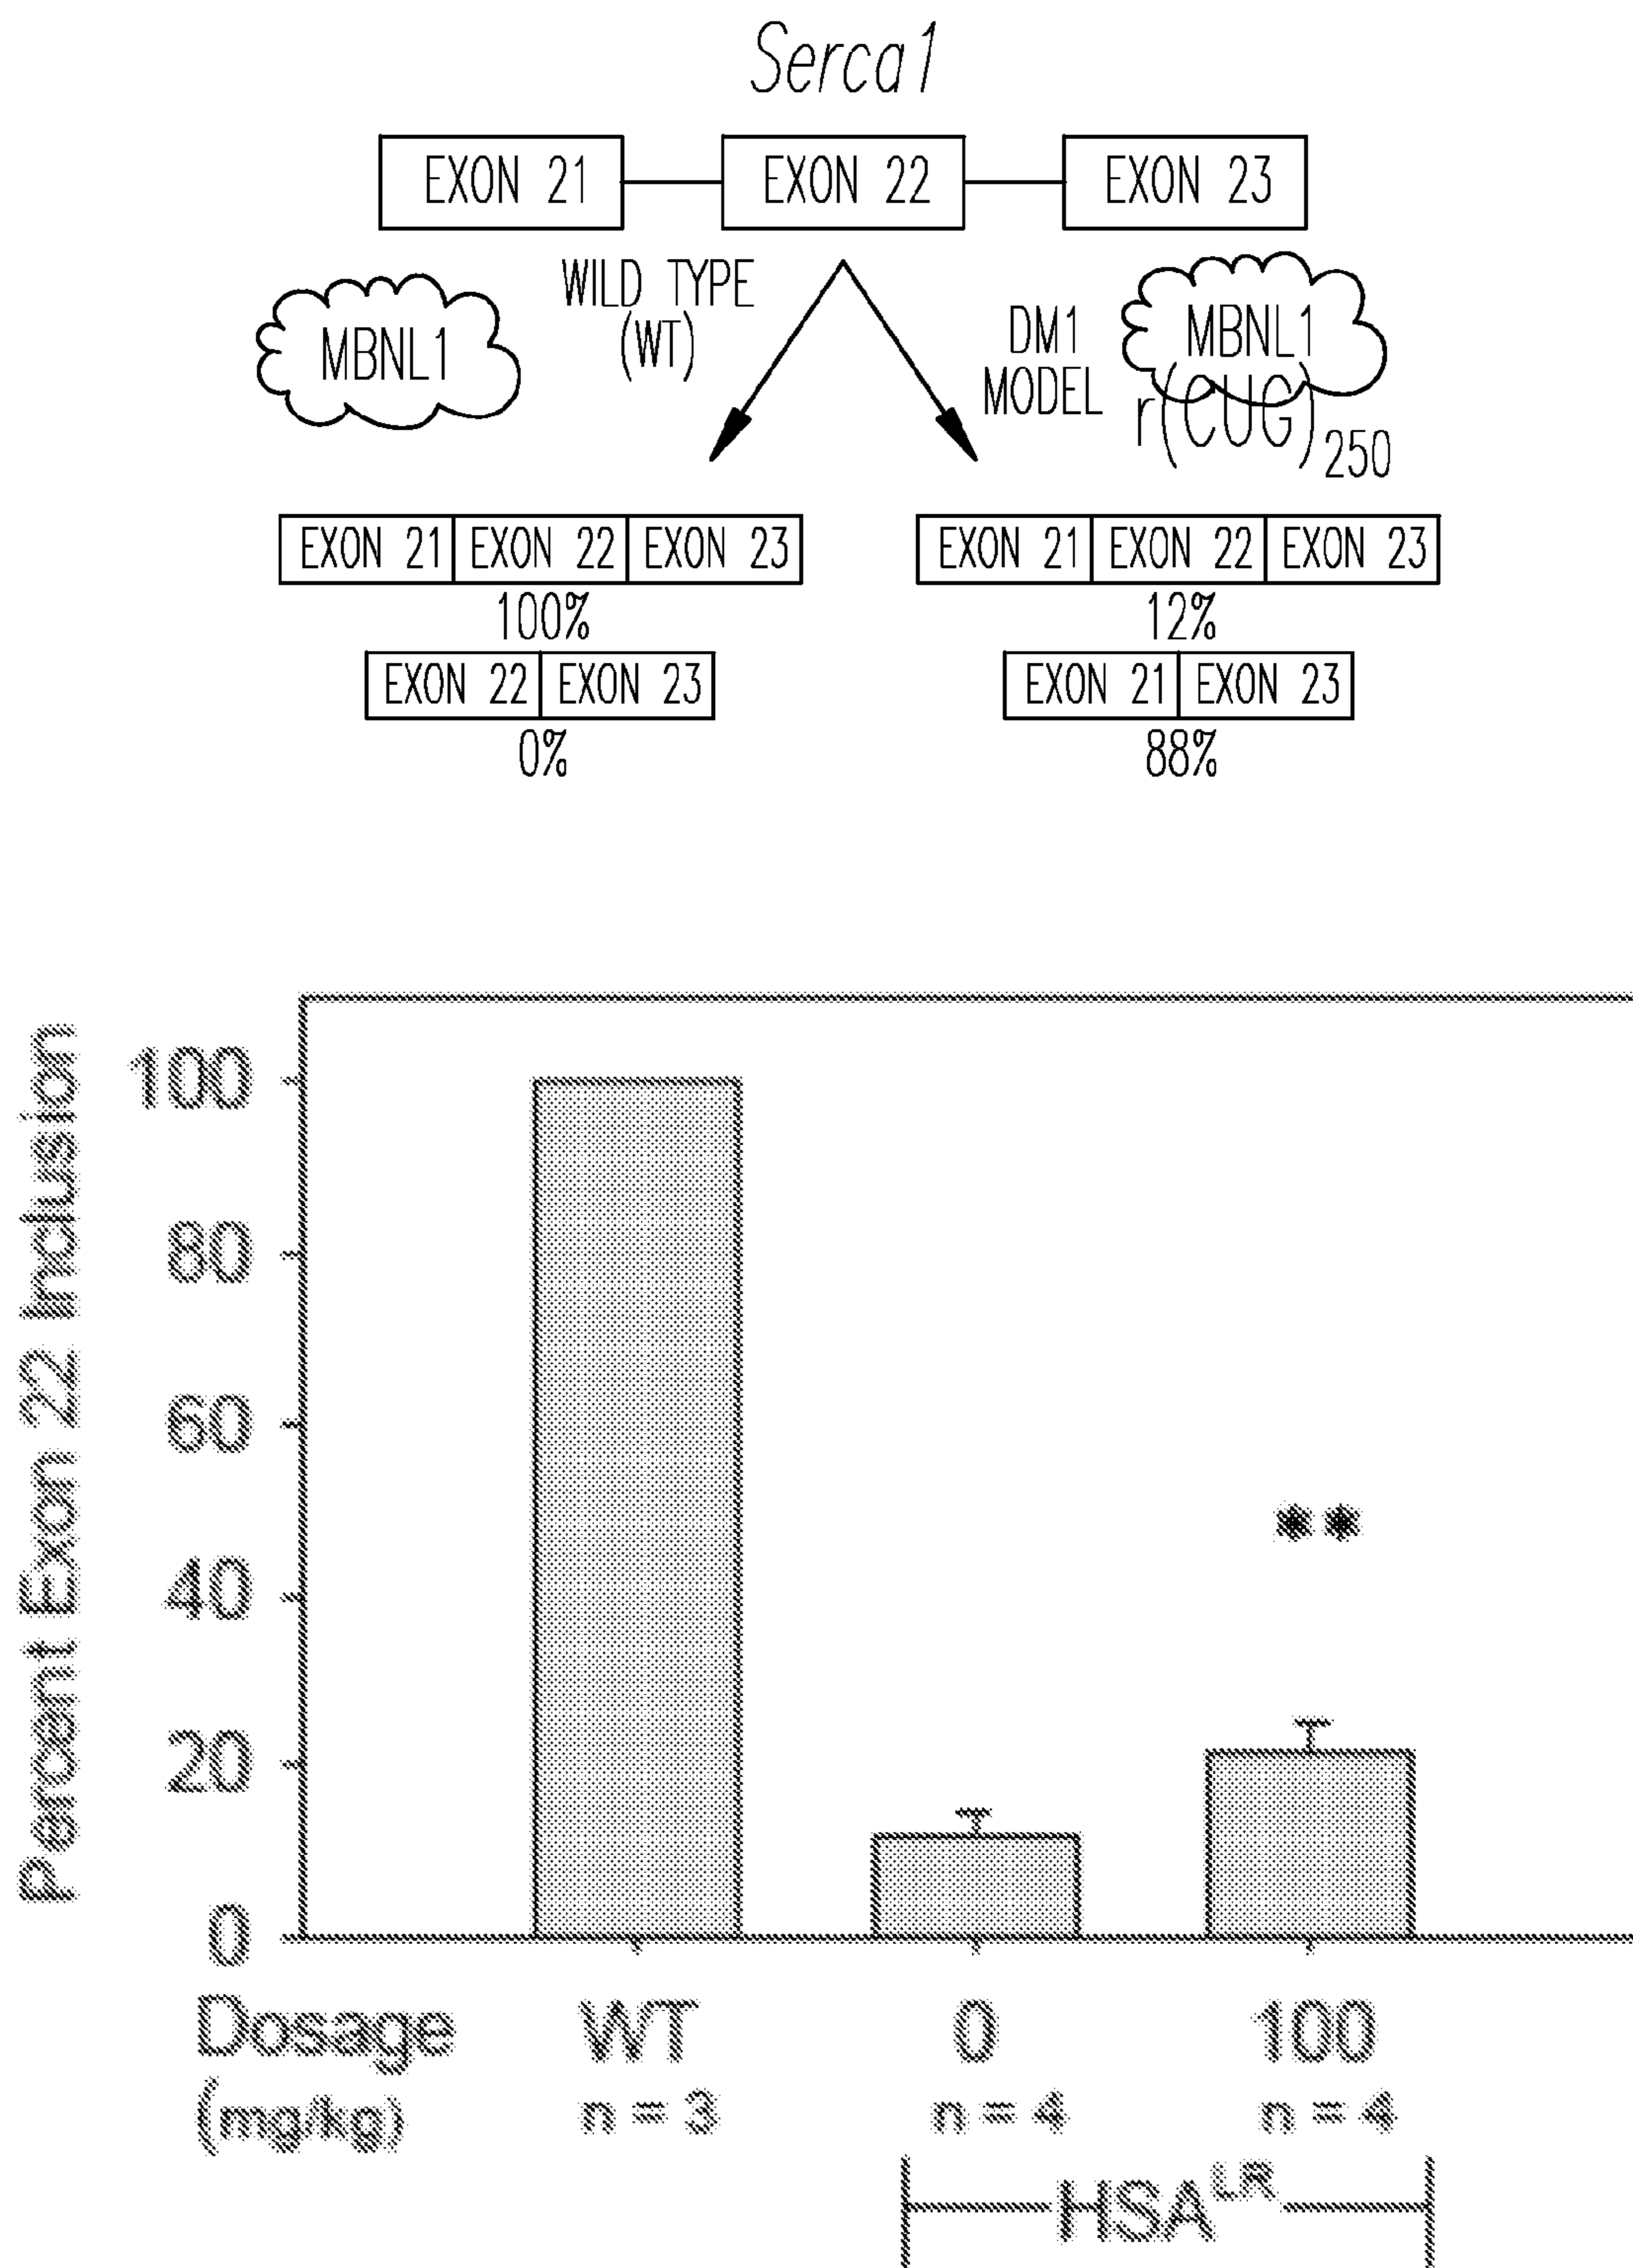 Serca1
EXON 21 EXON 22 EXON 23
WILD TYPE
(WT)
MBNL1
DM1
MODEL
MBNL1
r(CUG)250
EXON 21 EXON 22 EXON 23
100%
EXON 22 EXON 23
0%
EXON 21 EXON 22 EXON 23
12%
EXON 21 EXON 23
88%
Percent Exon 22 Inclusion
100
80
60
40
20
0
**
Dosage WT 0 100
(mg/kg) n = 3 n = 4 n = 4
HSA^LR